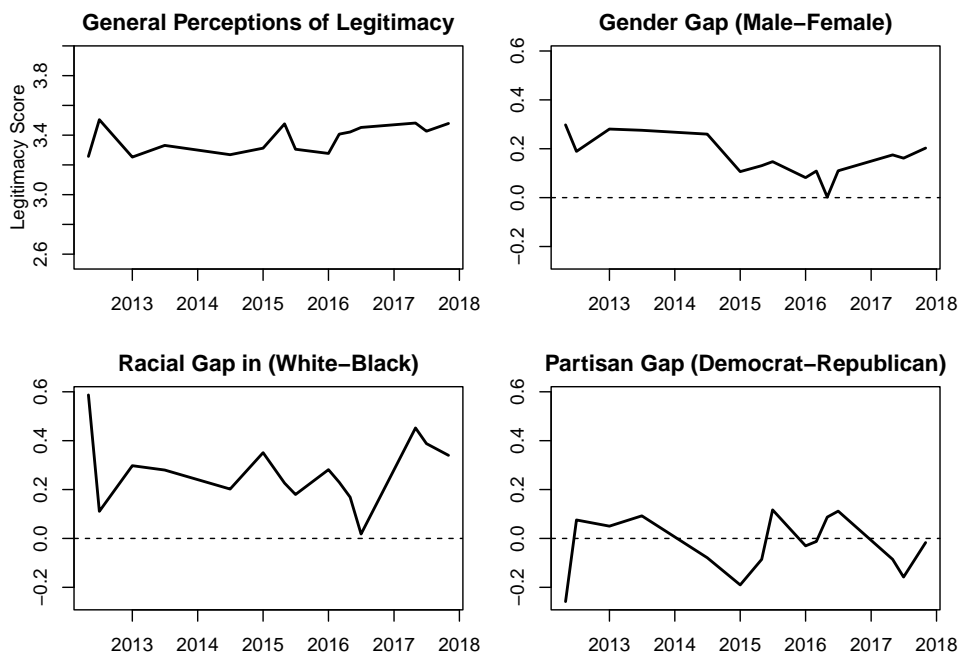 General Perceptions of Legitimacy
Legitimacy Score
3.8
3.4
3.0
2.6
2013 2014 2015 2016 2017 2018
Gender Gap (Male−Female)
0.6
0.4
0.2
0.0
−0.2
2013 2014 2015 2016 2017 2018
Racial Gap in (White−Black)
0.6
0.4
0.2
0.0
−0.2
2013 2014 2015 2016 2017 2018
Partisan Gap (Democrat−Republican)
0.6
0.4
0.2
0.0
−0.2
2013 2014 2015 2016 2017 2018